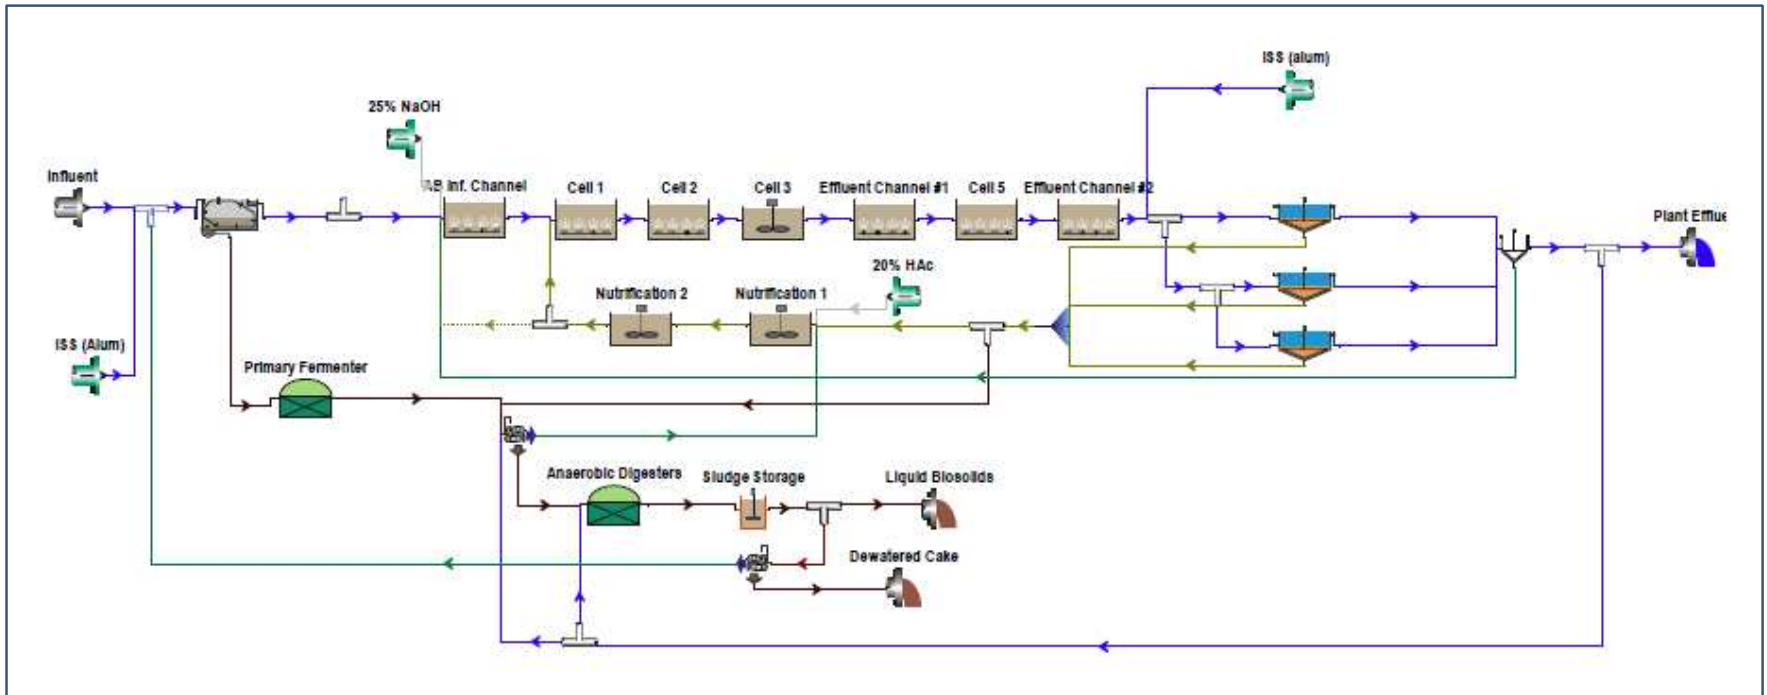 ISS (alum)
25% NaOH
Influent
AB Inf. Channel
Cell 1
Cell 2
Cell 3
Effluent Channel #1
Cell 5
Effluent Channel #2
Plant Efflue
20% HAc
Nutrification 2
Nutrification 1
ISS (Alum)
Primary Fermenter
Anaerobic Digesters
Sludge Storage
Liquid Biosolids
Dewatered Cake